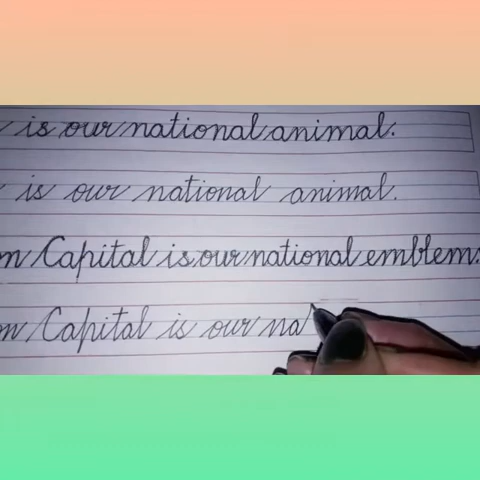 is our national animal.
is our national animal.
Capital is our national emblem.
Capital is our na